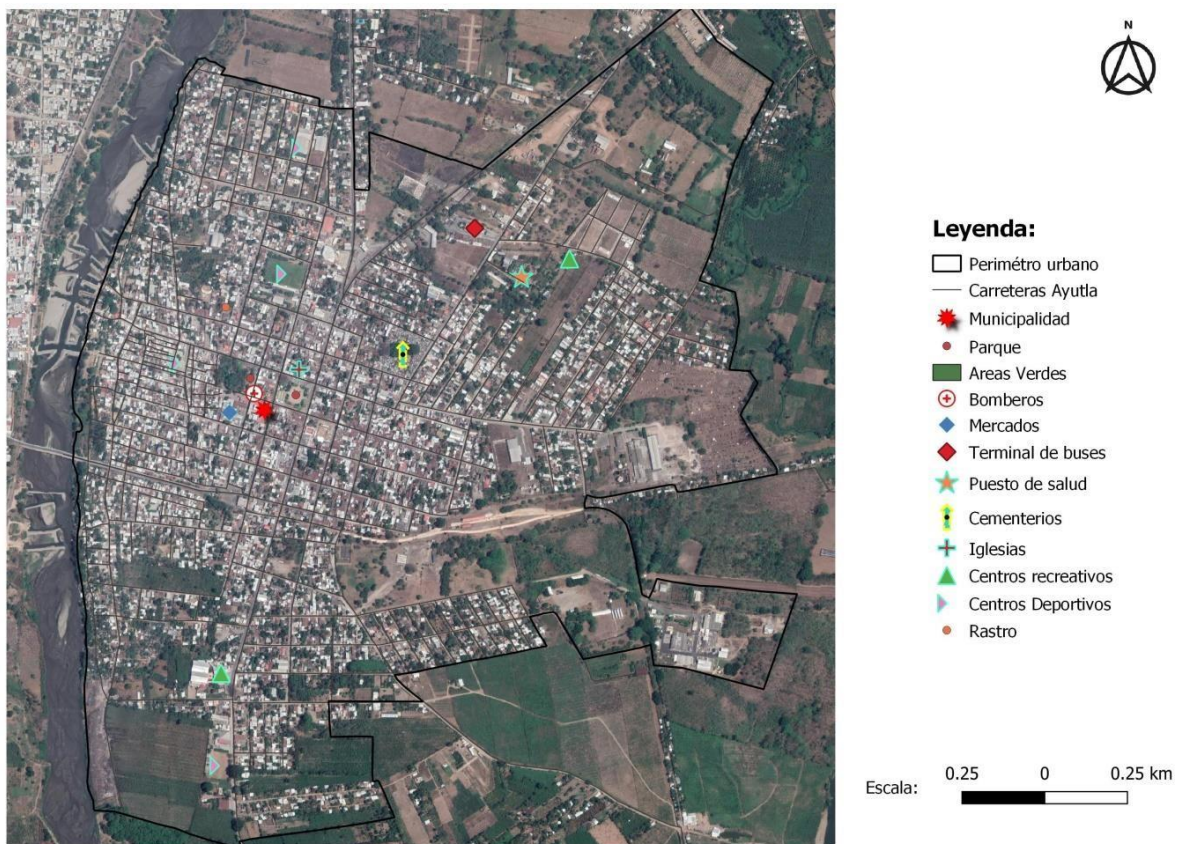 N
Leyenda:
Perimétro urbano
Carreteras Ayutla
Municipalidad
Parque
Areas Verdes
Bomberos
Mercados
Terminal de buses
Puesto de salud
Cementerios
Iglesias
Centros recreativos
Centros Deportivos
Rastro
Escala:
0.25 0 0.25 km